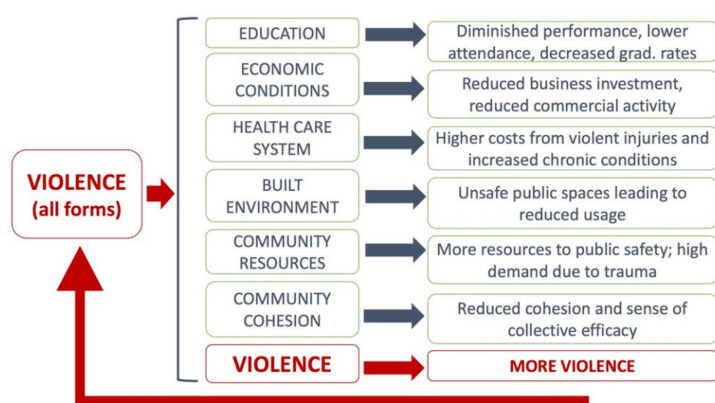 VIOLENCE
(all forms)
EDUCATION
Diminished performance, lower
attendance, decreased grad. rates
ECONOMIC
CONDITIONS
Reduced business investment,
reduced commercial activity
HEALTH CARE
SYSTEM
Higher costs from violent injuries and
increased chronic conditions
BUILT
ENVIRONMENT
Unsafe public spaces leading to
reduced usage
COMMUNITY
RESOURCES
More resources to public safety; high
demand due to trauma
COMMUNITY
COHESION
Reduced cohesion and sense of
collective efficacy
VIOLENCE
MORE VIOLENCE